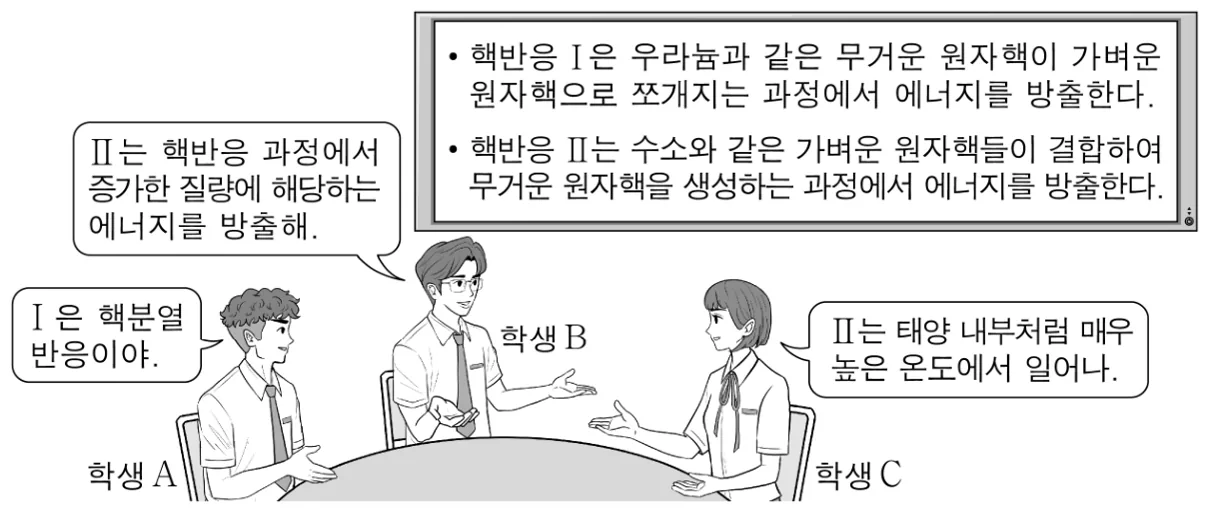 • 핵반응 Ⅰ은 우라늄과 같은 무거운 원자핵이 가벼운
원자핵으로 쪼개지는 과정에서 에너지를 방출한다.
• 핵반응 Ⅱ는 수소와 같은 가벼운 원자핵들이 결합하여
무거운 원자핵을 생성하는 과정에서 에너지를 방출한다.
Ⅱ는 핵반응 과정에서
증가한 질량에 해당하는
에너지를 방출해.
Ⅰ은 핵분열
반응이야.
학생 B
Ⅱ는 태양 내부처럼 매우
높은 온도에서 일어나.
학생 A
학생 C